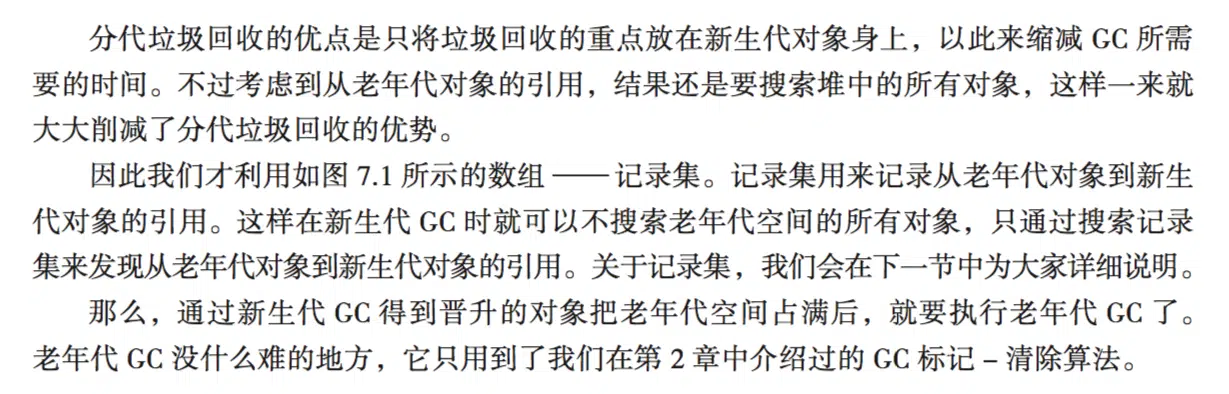 分代垃圾回收的优点是只将垃圾回收的重点放在新生代对象身上，以此来缩减 GC 所需
要的时间。不过考虑到从老年代对象的引用，结果还是要搜索堆中的所有对象，这样一来就
大大削减了分代垃圾回收的优势。
因此我们才利用如图 7.1 所示的数组 —— 记录集。记录集用来记录从老年代对象到新生
代对象的引用。这样在新生代 GC 时就可以不搜索老年代空间的所有对象，只通过搜索记录
集来发现从老年代对象到新生代对象的引用。关于记录集，我们会在下一节中为大家详细说明。
那么，通过新生代 GC 得到晋升的对象把老年代空间占满后，就要执行老年代 GC 了。
老年代 GC 没什么难的地方，它只用到了我们在第 2 章中介绍过的 GC 标记 – 清除算法。